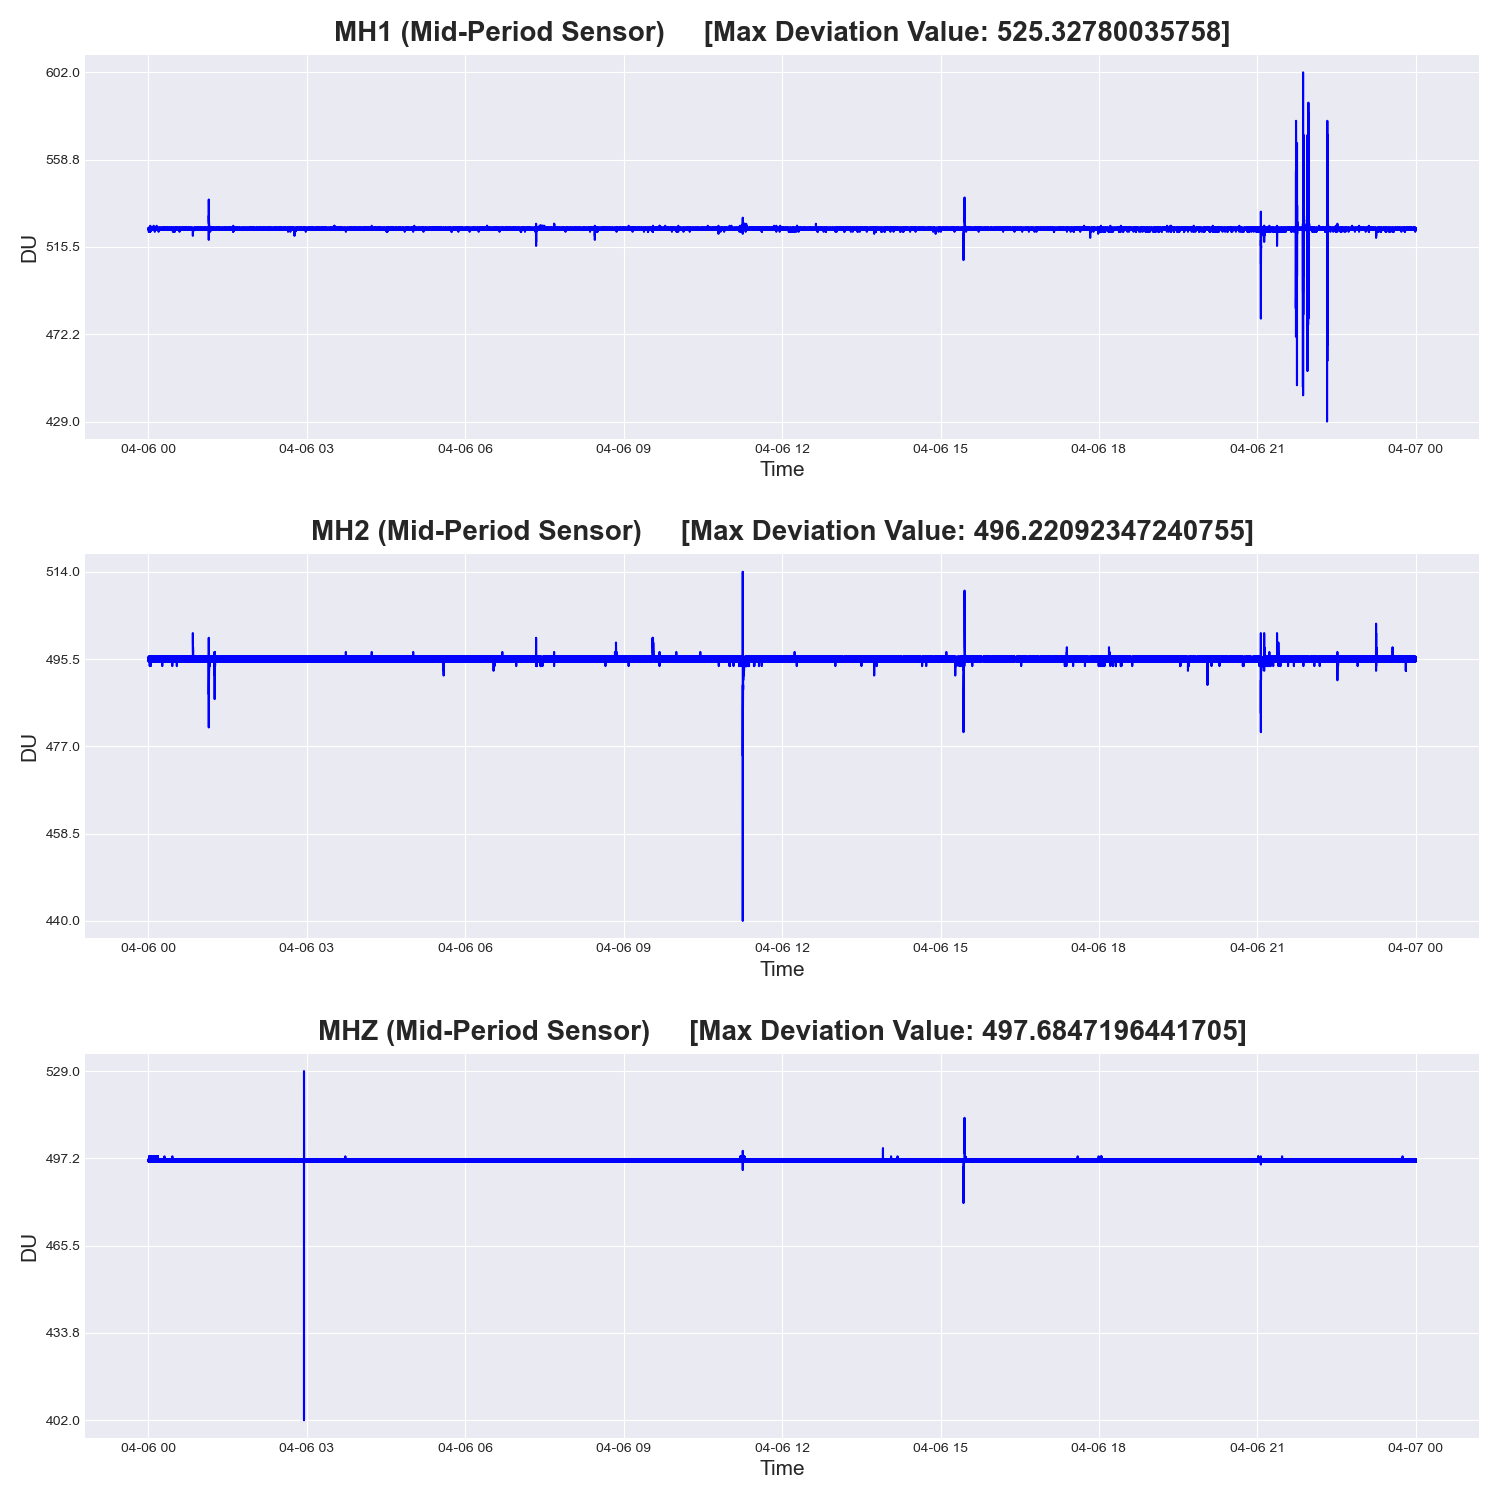 MH1 (Mid-Period Sensor) [Max Deviation Value: 525.32780035758]
602.0
558.8
515.5
472.2
429.0
DU
04-06 00 04-06 03 04-06 06 04-06 09 04-06 12 04-06 15 04-06 18 04-06 21 04-07 00
Time
MH2 (Mid-Period Sensor) [Max Deviation Value: 496.22092347240755]
514.0
495.5
477.0
458.5
440.0
DU
04-06 00 04-06 03 04-06 06 04-06 09 04-06 12 04-06 15 04-06 18 04-06 21 04-07 00
Time
MHZ (Mid-Period Sensor) [Max Deviation Value: 497.6847196441705]
529.0
497.2
465.5
433.8
402.0
DU
04-06 00 04-06 03 04-06 06 04-06 09 04-06 12 04-06 15 04-06 18 04-06 21 04-07 00
Time